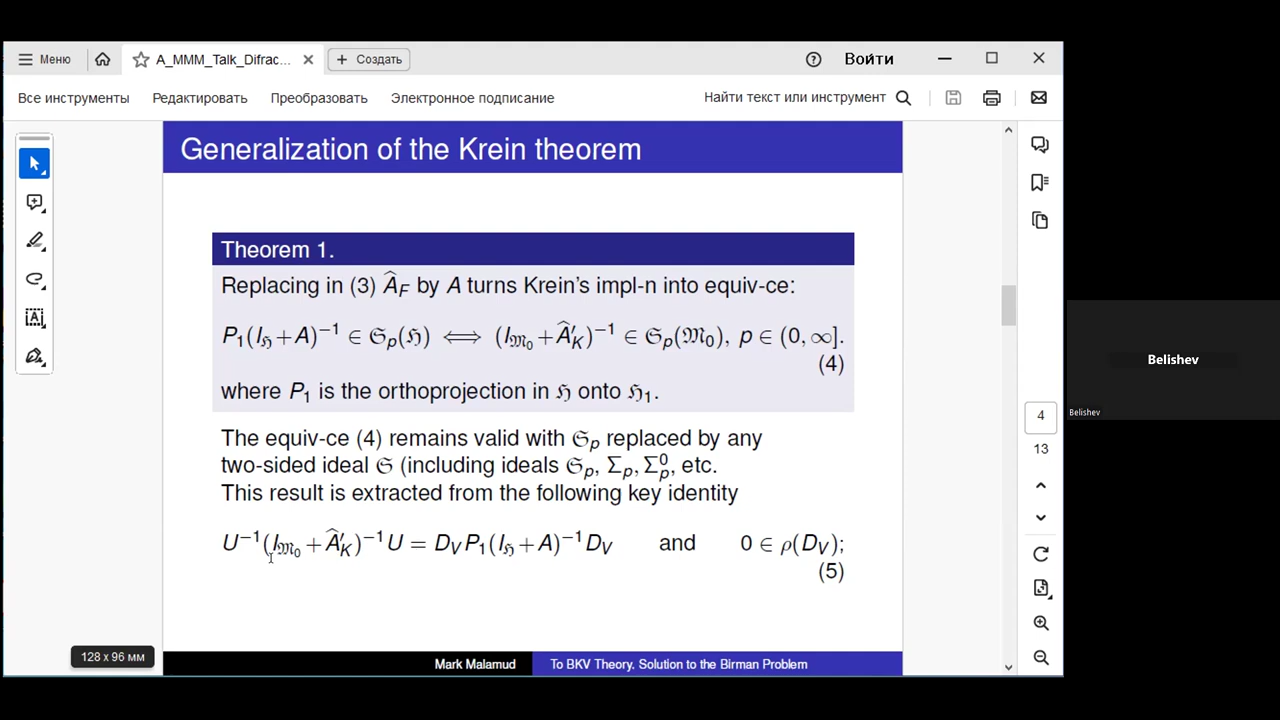 Меню
A_MMM_Talk_Difrac...
Создать
Войти
Все инструменты
Редактировать
Преобразовать
Электронное подписание
Найти текст или инструмент
Generalization of the Krein theorem
Theorem 1.
Replacing in (3) Â_F by A turns Krein's impl-n into equiv-ce:
P₁(I_ℌ + A)⁻¹ ∈ 𝔖_p(ℌ) ⟺ (I_𝔐₀ + Â′_K)⁻¹ ∈ 𝔖_p(𝔐₀), p ∈ (0, ∞].
(4)
where P₁ is the orthoprojection in ℌ onto ℌ₁.
The equiv-ce (4) remains valid with 𝔖_p replaced by any
two-sided ideal 𝔖 (including ideals 𝔖_p, Σ_p, Σ_p⁰, etc.
This result is extracted from the following key identity
U⁻¹(I_𝔐₀ + Â′_K)⁻¹U = D_V P₁(I_ℌ + A)⁻¹D_V and 0 ∈ ρ(D_V);
(5)
128 x 96 мм
Mark Malamud
To BKV Theory. Solution to the Birman Problem
4
13
Belishev
Belishev